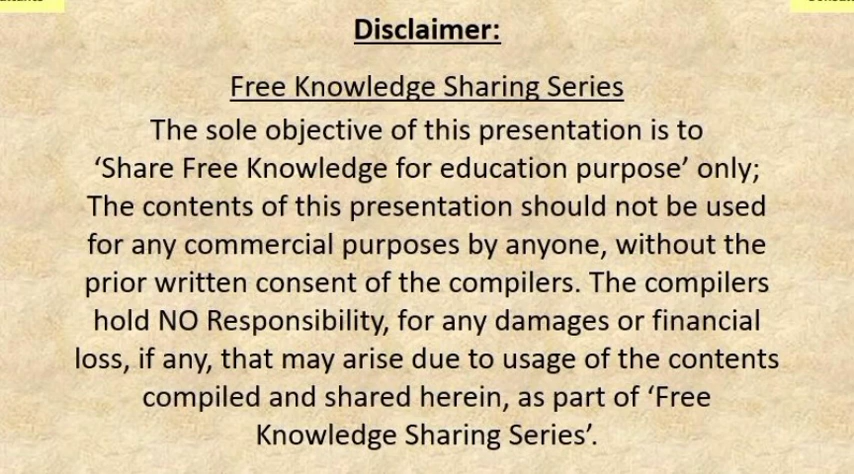 Disclaimer:
Free Knowledge Sharing Series
The sole objective of this presentation is to
‘Share Free Knowledge for education purpose’ only;
The contents of this presentation should not be used
for any commercial purposes by anyone, without the
prior written consent of the compilers. The compilers
hold NO Responsibility, for any damages or financial
loss, if any, that may arise due to usage of the contents
compiled and shared herein, as part of ‘Free
Knowledge Sharing Series’.